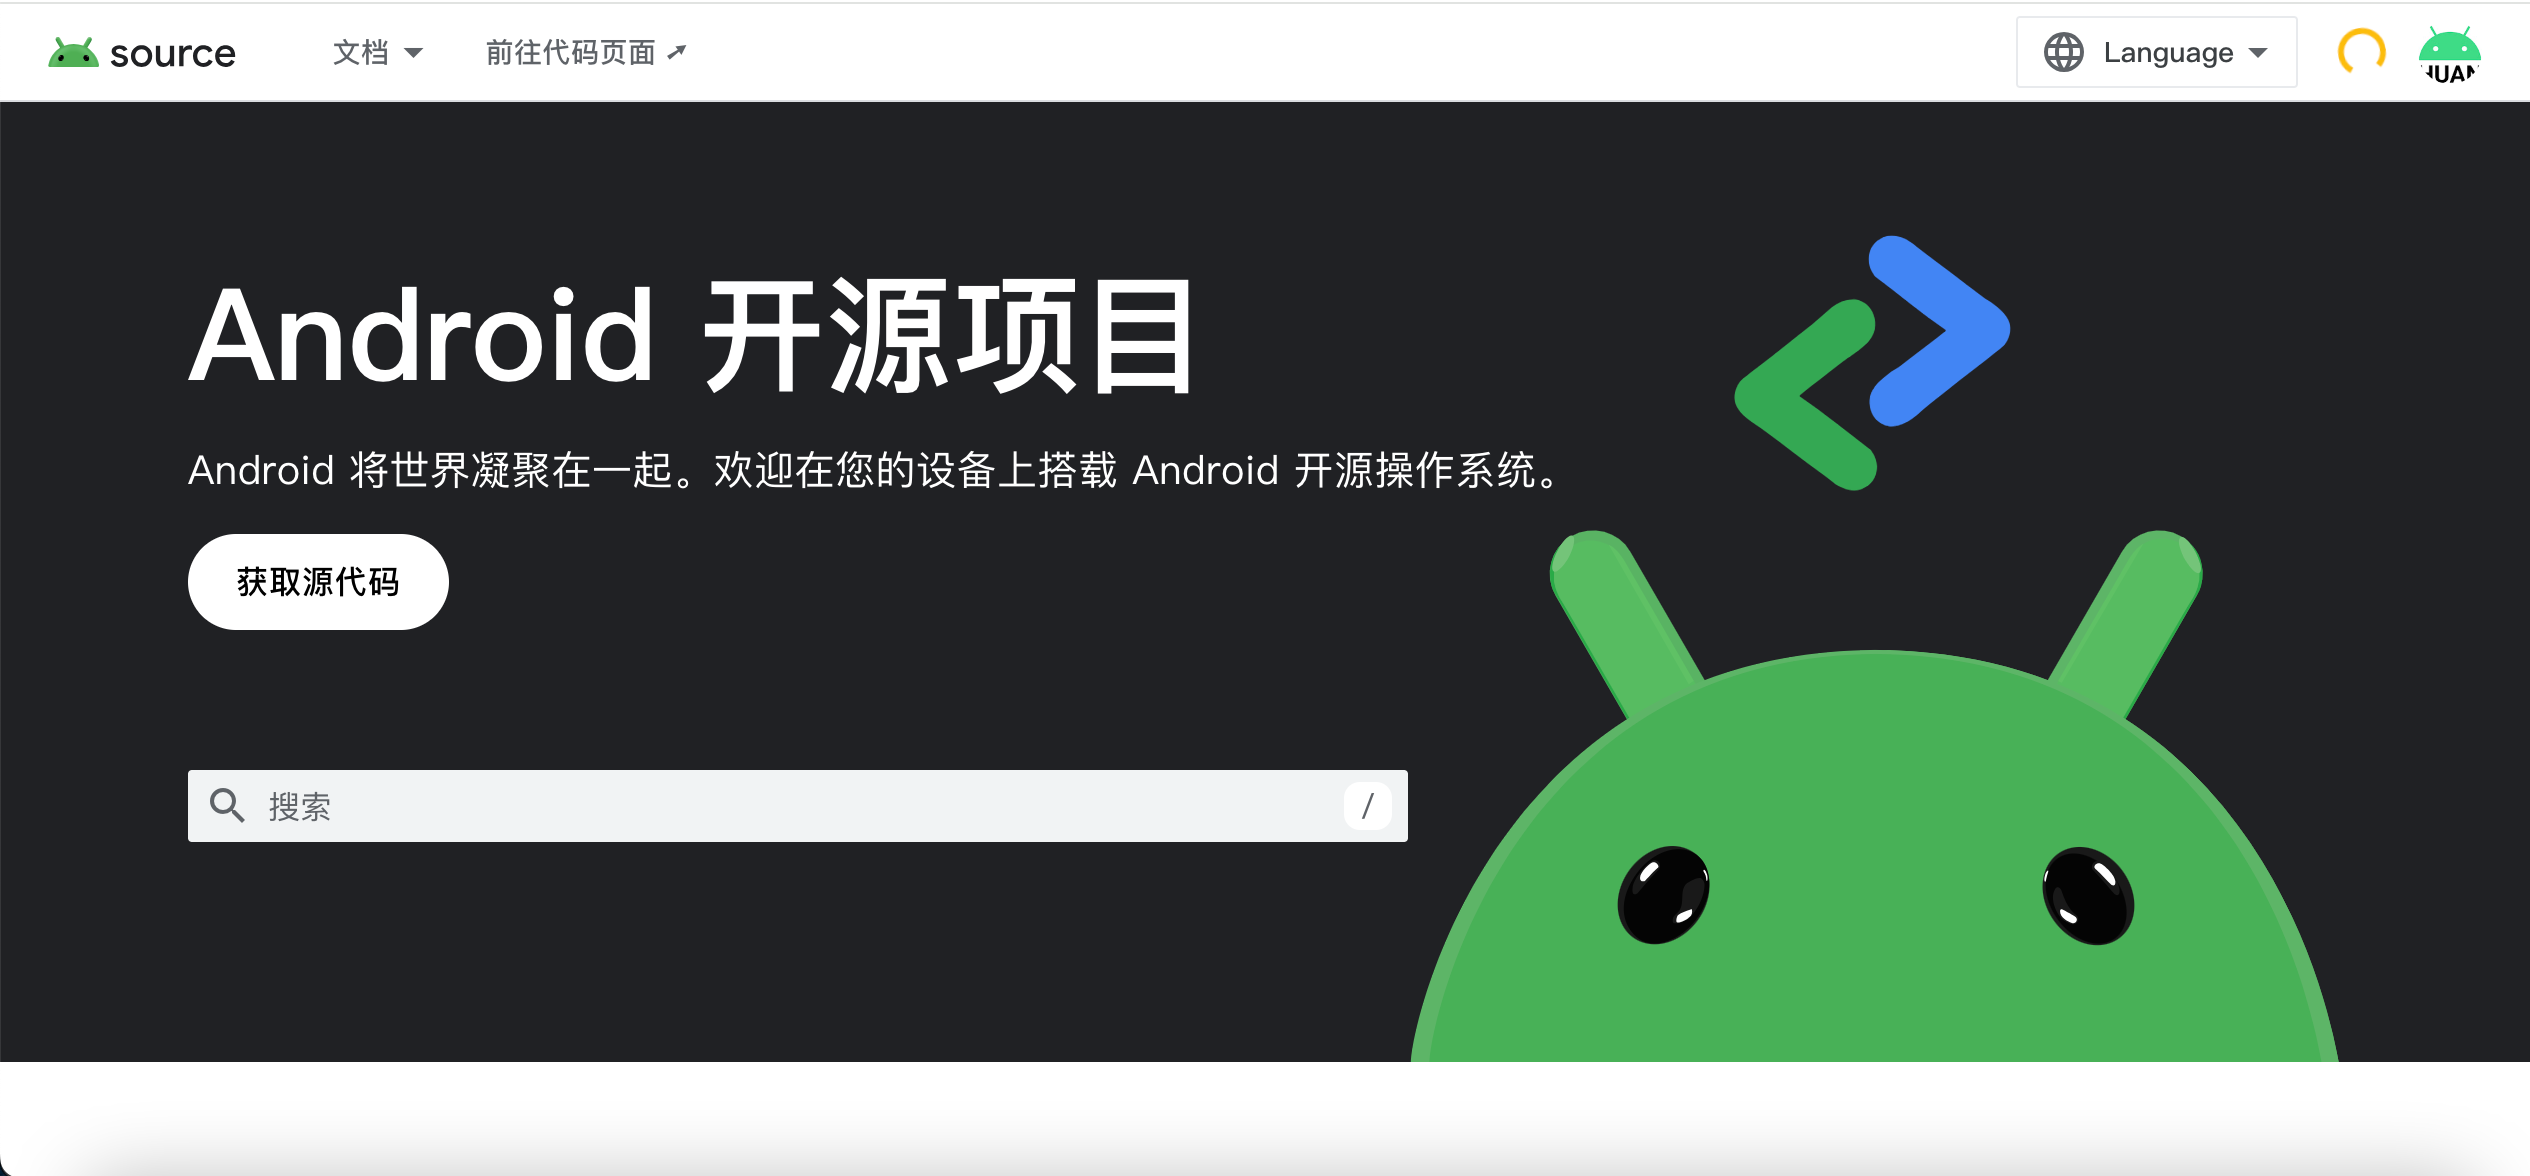 source
文档
前往代码页面
Language
Android 开源项目
Android 将世界凝聚在一起。欢迎在您的设备上搭载 Android 开源操作系统。
获取源代码
搜索
/